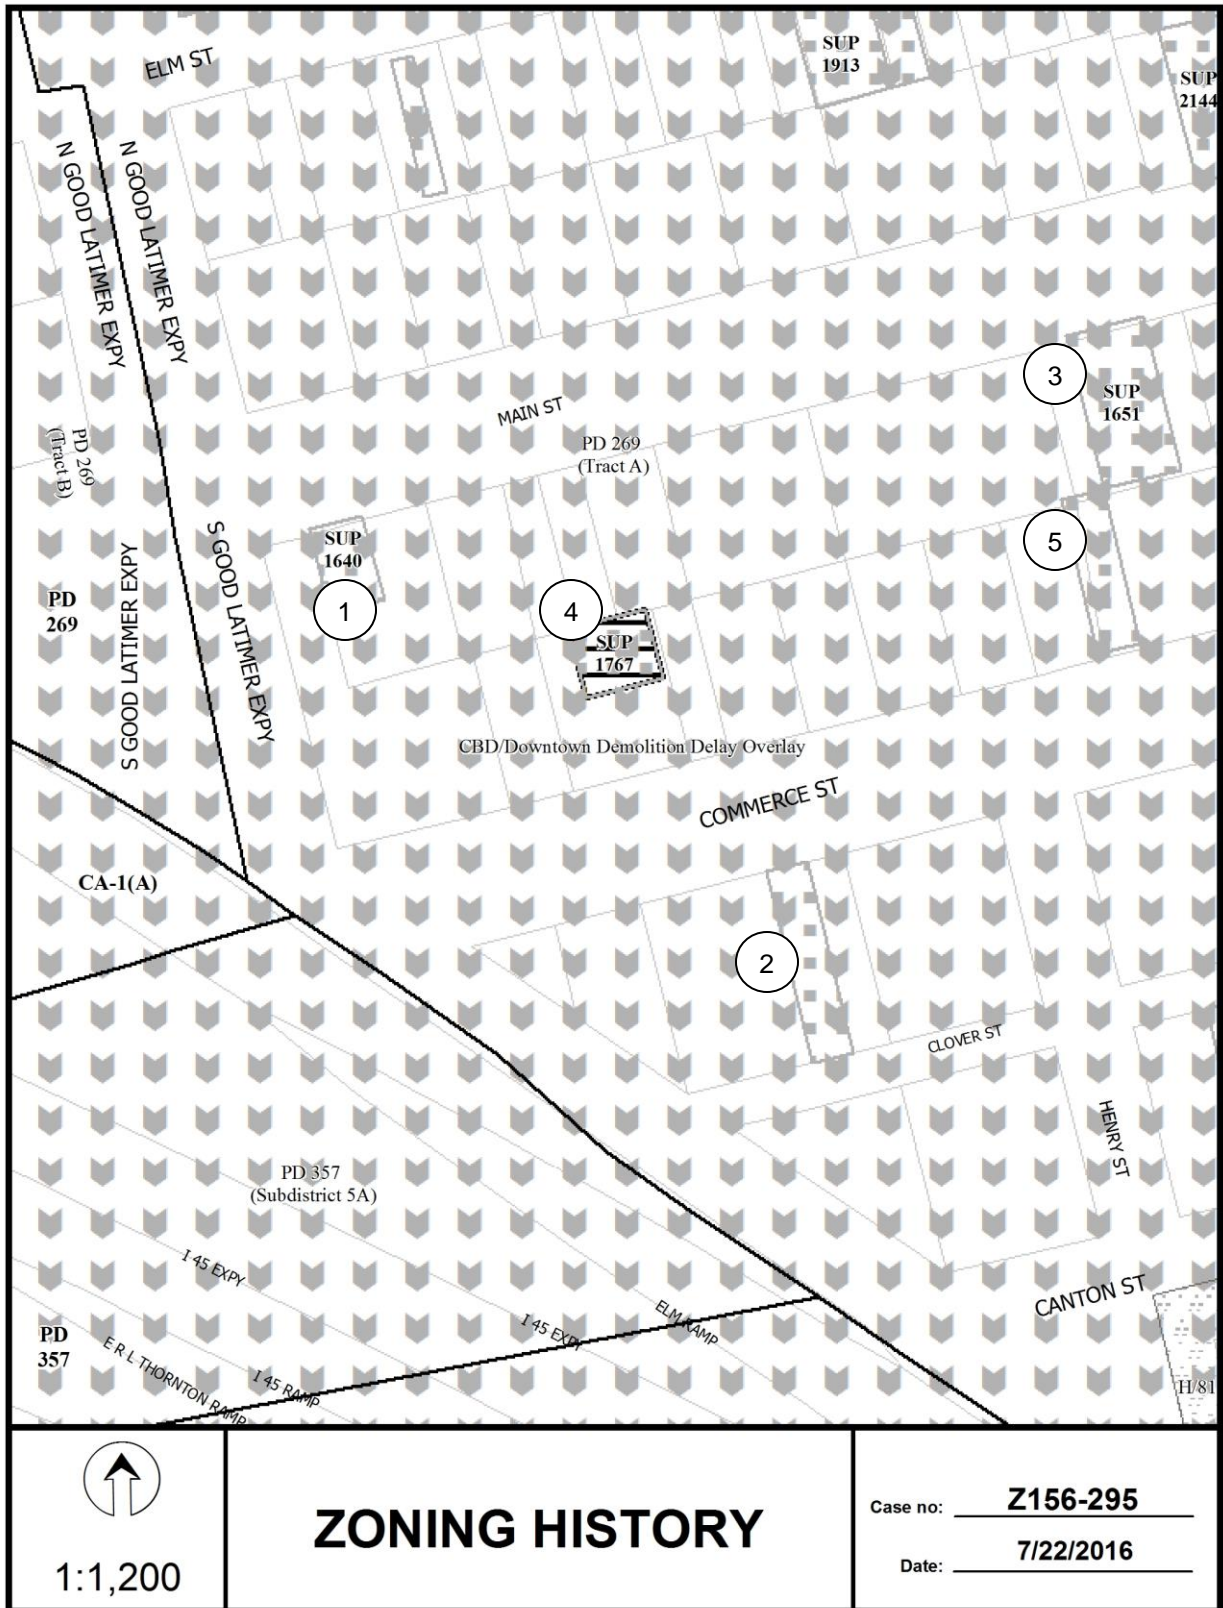 ELM ST
SUP
1913
SUP
2144
N GOOD LATIMER EXPY
N GOOD LATIMER EXPY
3
SUP
1651
MAIN ST
PD 269
(Tract A)
PD 269
(Tract B)
SUP
1640
5
S GOOD LATIMER EXPY
S GOOD LATIMER EXPY
PD
269
1
4
SUP
1767
CBD/Downtown Demolition Delay Overlay
COMMERCE ST
CA-1(A)
2
CLOVER ST
HENRY ST
PD 357
(Subdistrict 5A)
I 45 EXPY
CANTON ST
I 45 EXPY
ELM RAMP
PD
357
E R L THORNTON RAMP
I 45 RAMP
H/81
1:1,200
ZONING HISTORY
Case no: Z156-295
Date: 7/22/2016